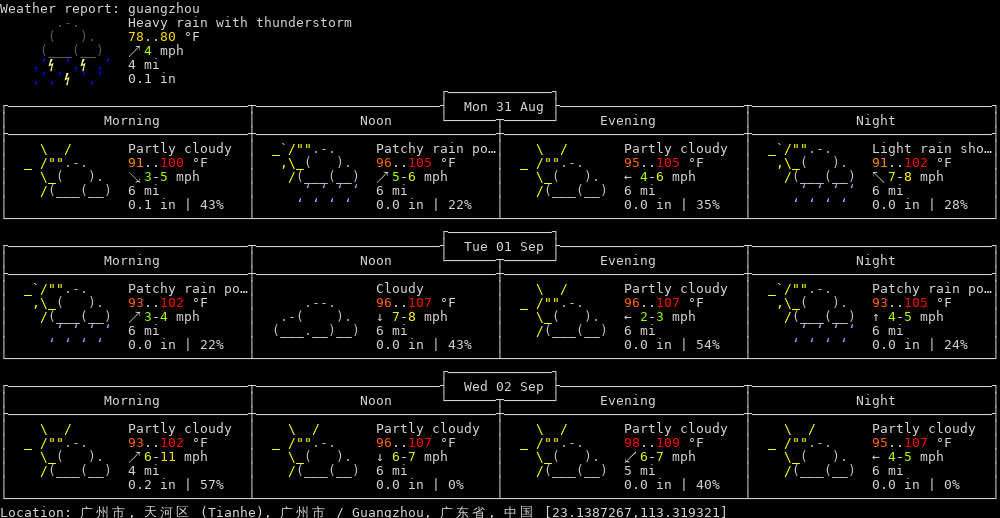 Weather report: guangzhou
Heavy rain with thunderstorm
78..80 °F
↗ 4 mph
4 mi
0.1 in
Mon 31 Aug
Morning Noon Evening Night
Partly cloudy Patchy rain po… Partly cloudy Light rain sho…
91..100 °F 96..105 °F 95..105 °F 91..102 °F
↘ 3-5 mph ↗ 5-6 mph ← 4-6 mph ↖ 7-8 mph
6 mi 6 mi 6 mi 6 mi
0.1 in | 43% 0.0 in | 22% 0.0 in | 35% 0.0 in | 28%
Tue 01 Sep
Morning Noon Evening Night
Patchy rain po… Cloudy Partly cloudy Patchy rain po…
93..102 °F 96..107 °F 96..107 °F 93..105 °F
↗ 3-4 mph ↓ 7-8 mph ← 2-3 mph ↑ 4-5 mph
6 mi 6 mi 6 mi 6 mi
0.0 in | 22% 0.0 in | 43% 0.0 in | 54% 0.0 in | 24%
Wed 02 Sep
Morning Noon Evening Night
Partly cloudy Partly cloudy Partly cloudy Partly cloudy
93..102 °F 96..107 °F 98..109 °F 95..107 °F
↗ 6-11 mph ↓ 6-7 mph ↙ 6-7 mph ← 4-5 mph
4 mi 6 mi 5 mi 6 mi
0.2 in | 57% 0.0 in | 0% 0.0 in | 40% 0.0 in | 0%
Location: 广州市, 天河区 (Tianhe), 广州市 / Guangzhou, 广东省, 中国 [23.1387267,113.319321]